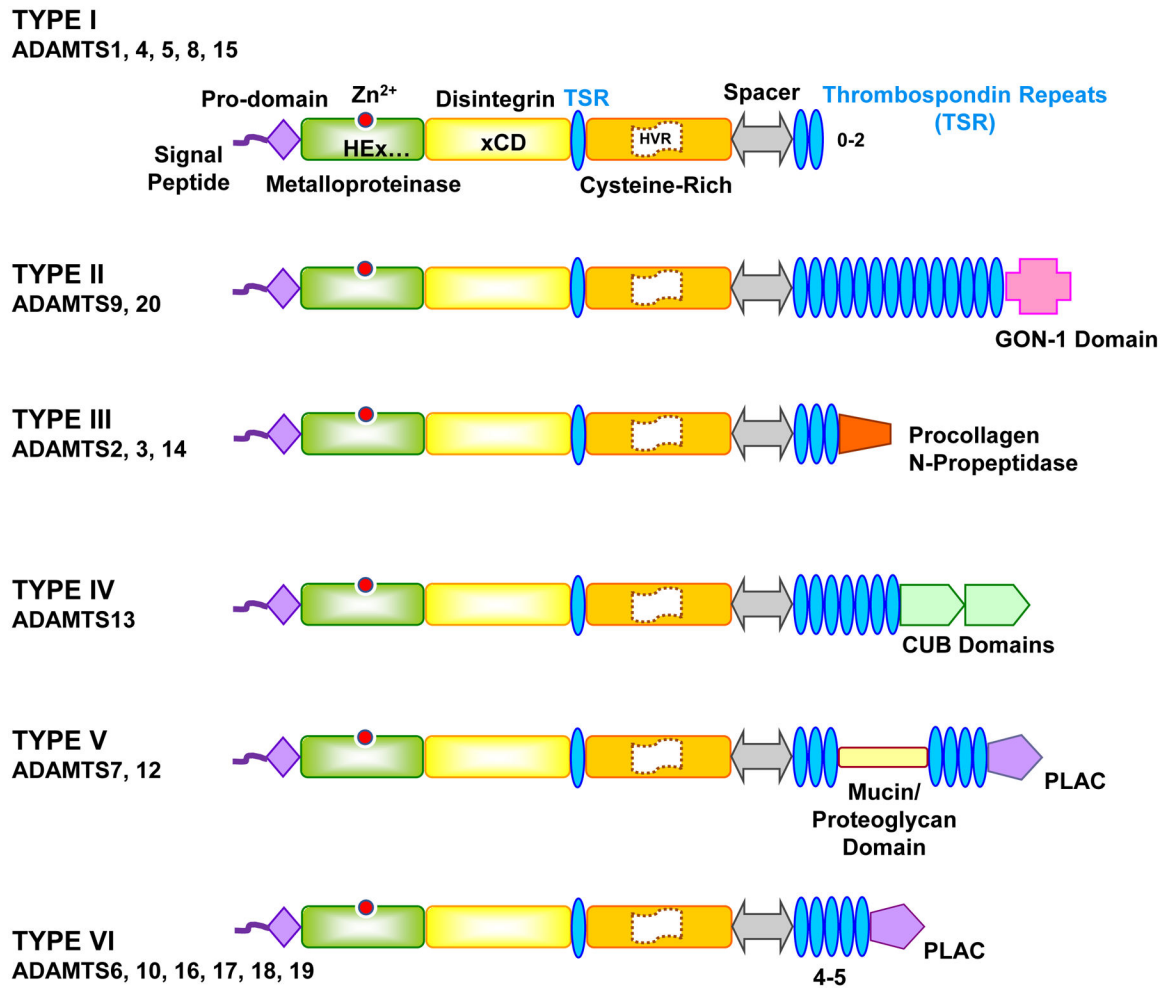 TYPE I
ADAMTS1, 4, 5, 8, 15
Pro-domain
Zn²⁺
Disintegrin
TSR
Spacer
Thrombospondin Repeats
(TSR)
Signal
Peptide
HEx...
xCD
HVR
0-2
Metalloproteinase
Cysteine-Rich
TYPE II
ADAMTS9, 20
GON-1 Domain
TYPE III
ADAMTS2, 3, 14
Procollagen
N-Propeptidase
TYPE IV
ADAMTS13
CUB Domains
TYPE V
ADAMTS7, 12
PLAC
Mucin/
Proteoglycan
Domain
TYPE VI
ADAMTS6, 10, 16, 17, 18, 19
PLAC
4-5